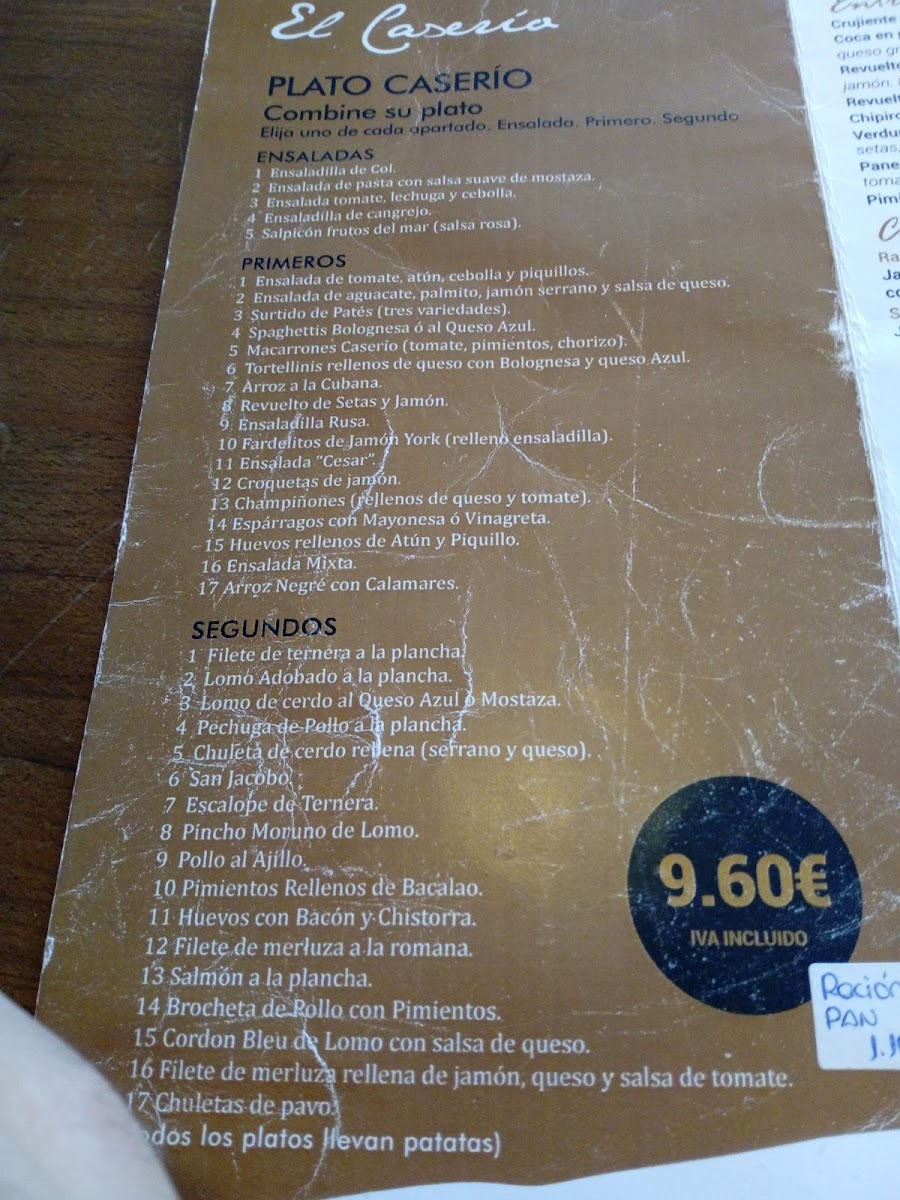 El Caserío
PLATO CASERÍO
Combine su plato
Elija uno de cada apartado. Ensalada. Primero. Segundo
ENSALADAS
1 Ensaladilla de Col.
2 Ensalada de pasta con salsa suave de mostaza.
3 Ensalada tomate, lechuga y cebolla.
4 Ensaladilla de cangrejo.
5 Salpicón frutos del mar (salsa rosa).
PRIMEROS
1 Ensalada de tomate, atún, cebolla y piquillos.
2 Ensalada de aguacate, palmito, jamón serrano y salsa de queso.
3 Surtido de Patés (tres variedades).
4 Spaghettis Bolognesa ó al Queso Azul.
5 Macarrones Caserio (tomate, pimientos, chorizo).
6 Tortellinis rellenos de queso con Bolognesa y queso Azul.
7 Arroz a la Cubana.
8 Revuelto de Setas y Jamón.
9 Ensaladilla Rusa.
10 Fardelitos de Jamón York (relleno ensaladilla).
11 Ensalada "Cesar".
12 Croquetas de jamón.
13 Champiñones (rellenos de queso y tomate).
14 Espárragos con Mayonesa ó Vinagreta.
15 Huevos rellenos de Atún y Piquillo.
16 Ensalada Mixta.
17 Arroz Negro con Calamares.
SEGUNDOS
1 Filete de ternera a la plancha.
2 Lomo Adobado a la plancha.
3 Lomo de cerdo al Queso Azul o Mostaza.
4 Pechuga de Pollo a la plancha.
5 Chuleta de cerdo rellena (serrano y queso).
6 San Jacobo.
7 Escalope de Ternera.
8 Pincho Moruno de Lomo.
9 Pollo al Ajillo.
10 Pimientos Rellenos de Bacalao.
11 Huevos con Bacón y Chistorra.
12 Filete de merluza a la romana.
13 Salmón a la plancha.
14 Brocheta de Pollo con Pimientos.
15 Cordon Bleu de Lomo con salsa de queso.
16 Filete de merluza rellena de jamón, queso y salsa de tomate.
17 Chuletas de pavo.
odos los platos llevan patatas)
9.60€
IVA INCLUIDO
Ración
PAN
Crujiente
Coca en
queso
Revuelto
jamón.
Chipiro
setas,